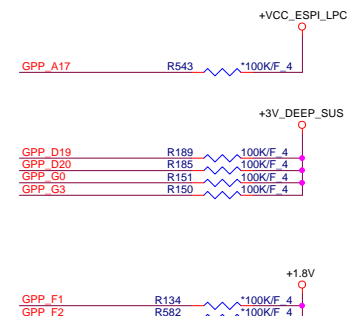 +VCC_ESPI_LPC
GPP_A17 R543 *100K/F_4
+3V_DEEP_SUS
GPP_D19 R189 100K/F_4
GPP_D20 R185 100K/F_4
GPP_G0 R151 100K/F_4
GPP_G3 R150 100K/F_4
+1.8V
GPP_F1 R134 *100K/F_4
GPP_F2 R582 *100K/F_4